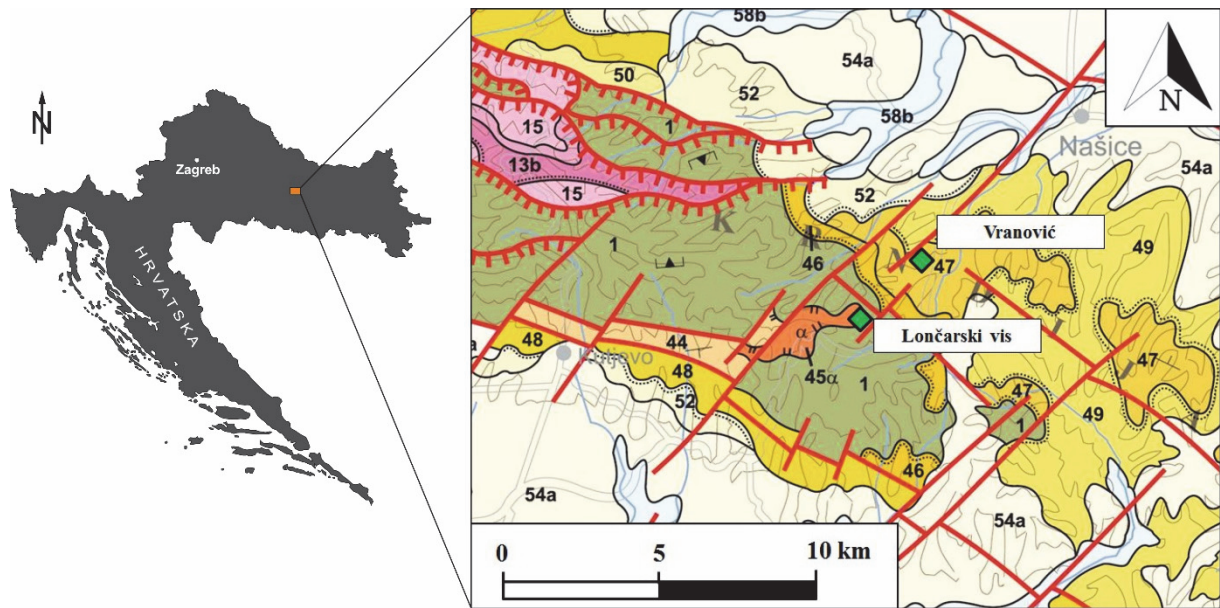 N
Zagreb
HRVATSKA
58b
54a
50
52
1
15
58b
N
13b
Našice
54a
15
52
K
R
1
46
Vranović
49
N
47
D
I
α
Lončarski vis
J
48
44
a
Kutjevo
47
48
45α
1
47
52
49
1
I
46
54a
54a
0
5
10 km
49